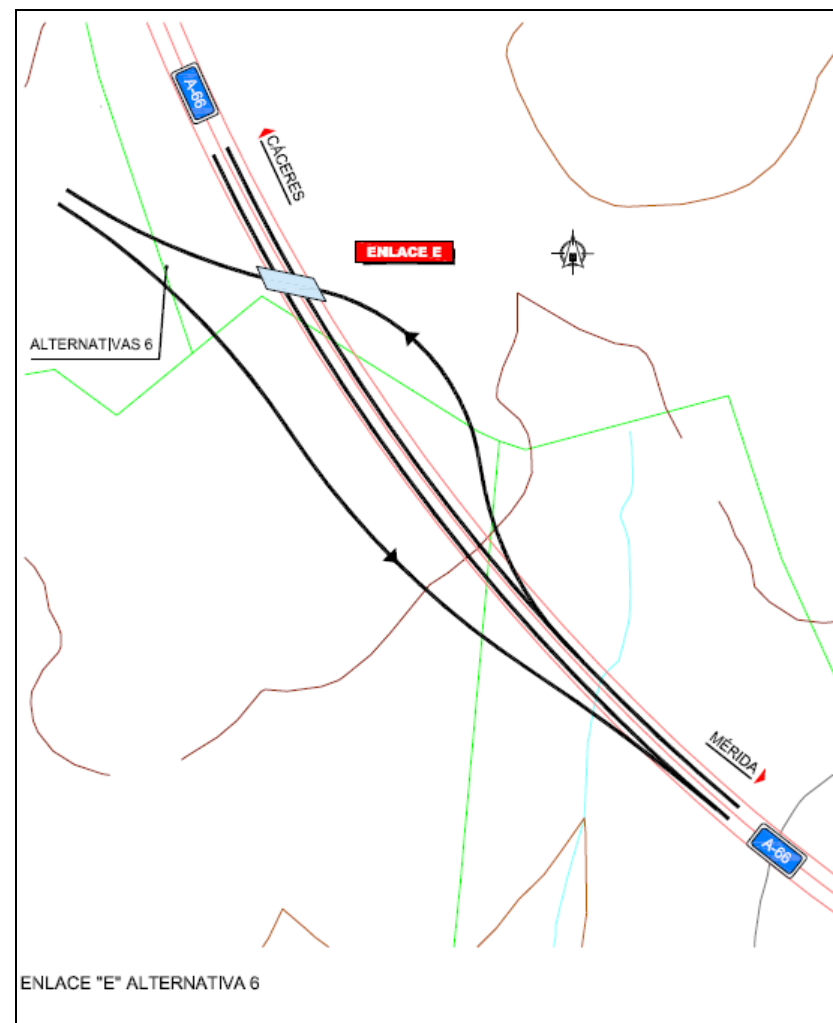 A-66
CÁCERES
ENLACE E
ALTERNATIVAS 6
MÉRIDA
A-66
ENLACE "E" ALTERNATIVA 6